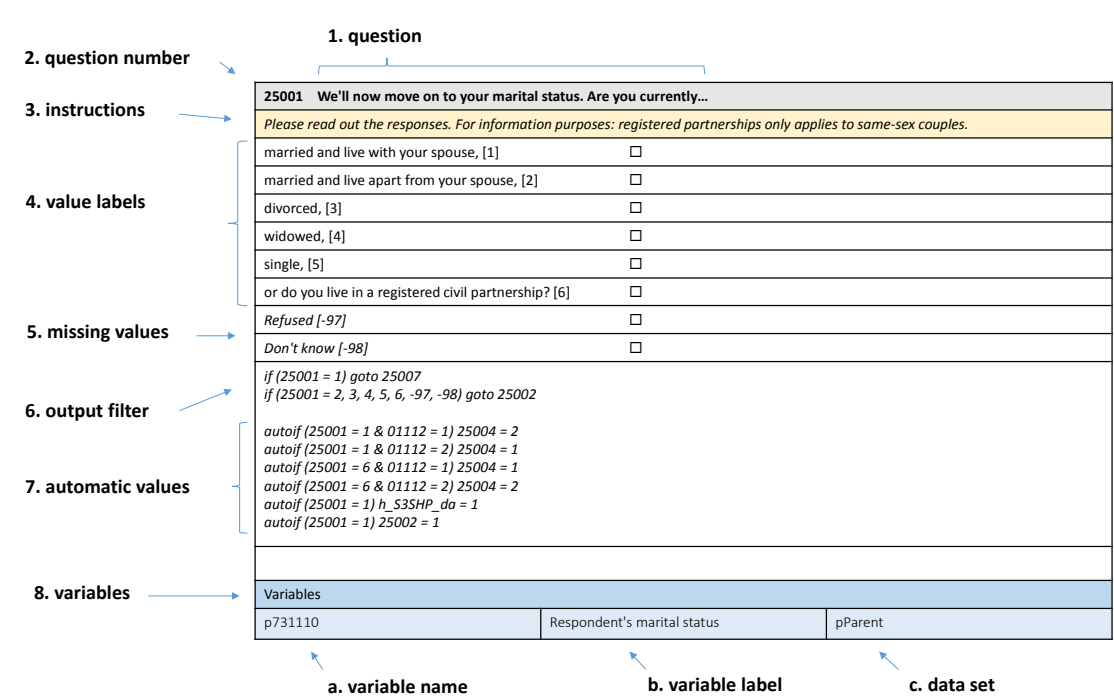 1. question
2. question number
25001 We'll now move on to your marital status. Are you currently…
3. instructions
Please read out the responses. For information purposes: registered partnerships only applies to same-sex couples.
4. value labels
married and live with your spouse, [1]
married and live apart from your spouse, [2]
divorced, [3]
widowed, [4]
single, [5]
or do you live in a registered civil partnership? [6]
5. missing values
Refused [-97]
Don't know [-98]
6. output filter
if (25001 = 1) goto 25007
if (25001 = 2, 3, 4, 5, 6, -97, -98) goto 25002
7. automatic values
autoif (25001 = 1 & 01112 = 1) 25004 = 2
autoif (25001 = 1 & 01112 = 2) 25004 = 1
autoif (25001 = 6 & 01112 = 1) 25004 = 1
autoif (25001 = 6 & 01112 = 2) 25004 = 2
autoif (25001 = 1) h_S3SHP_da = 1
autoif (25001 = 1) 25002 = 1
8. variables
Variables
p731110 Respondent's marital status pParent
a. variable name b. variable label c. data set